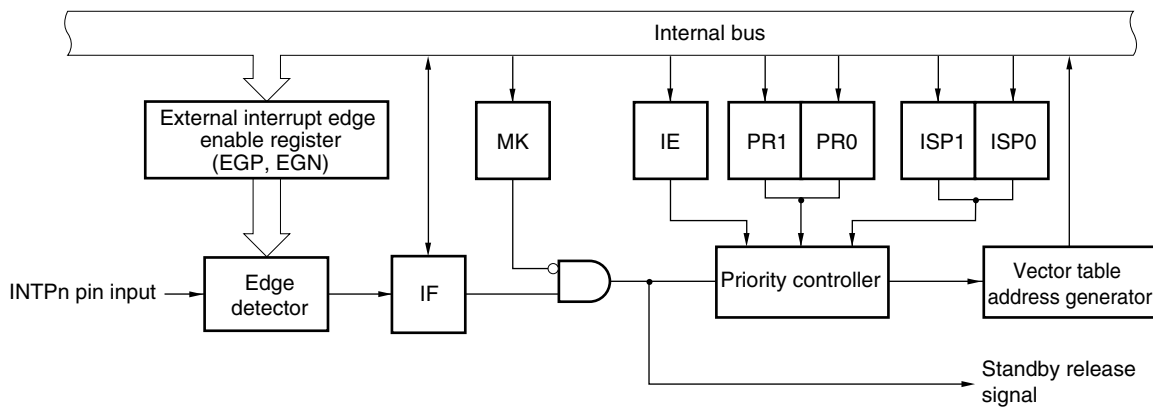 Internal bus
External interrupt edge
enable register
(EGP, EGN)
MK
IE
PR1
PR0
ISP1
ISP0
INTPn pin input
Edge
detector
IF
Priority controller
Vector table
address generator
Standby release
signal